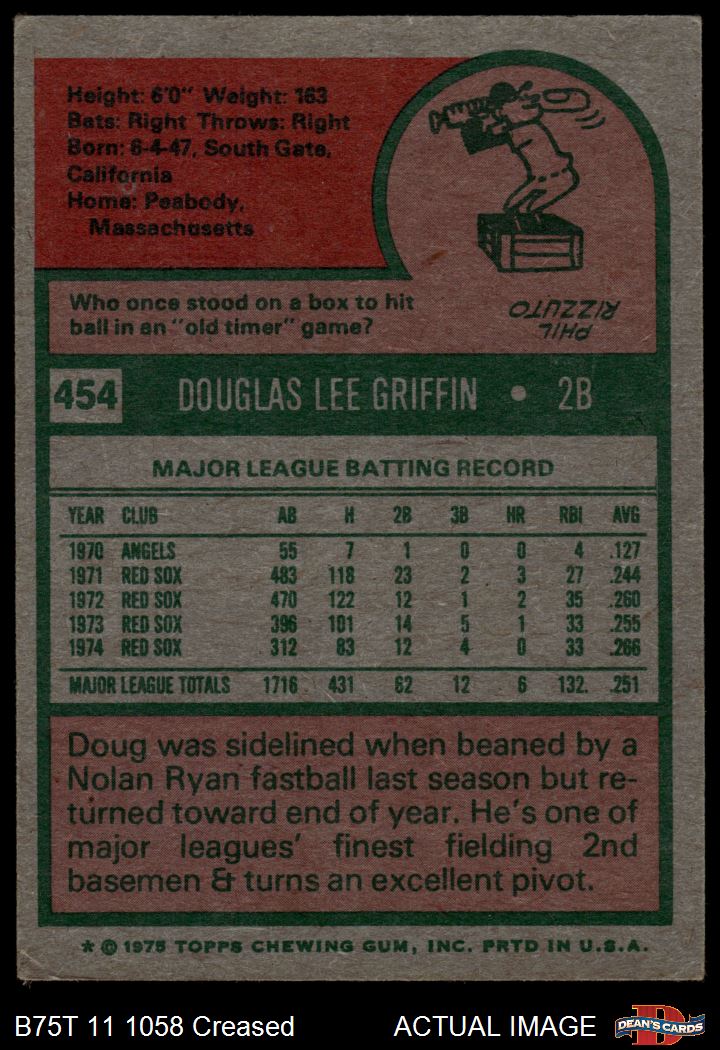 Height: 6'0" Weight: 163
Bats: Right Throws: Right
Born: 6-4-47, South Gate,
California
Home: Peabody,
Massachusetts
Who once stood on a box to hit
ball in an "old timer" game?
PHIL
RIZZUTO
454 DOUGLAS LEE GRIFFIN • 2B
MAJOR LEAGUE BATTING RECORD
YEAR CLUB AB H 2B 3B HR RBI AVG
1970 ANGELS 55 7 1 0 0 4 .127
1971 RED SOX 483 118 23 2 3 27 .244
1972 RED SOX 470 122 12 1 2 35 .260
1973 RED SOX 396 101 14 5 1 33 .255
1974 RED SOX 312 83 12 4 0 33 .266
MAJOR LEAGUE TOTALS 1716 431 62 12 6 132. .251
Doug was sidelined when beaned by a
Nolan Ryan fastball last season but re-
turned toward end of year. He's one of
major leagues' finest fielding 2nd
basemen & turns an excellent pivot.
* © 1975 TOPPS CHEWING GUM, INC. PRTD IN U.S.A.
B75T 11 1058 Creased ACTUAL IMAGE
DEAN'S CARDS